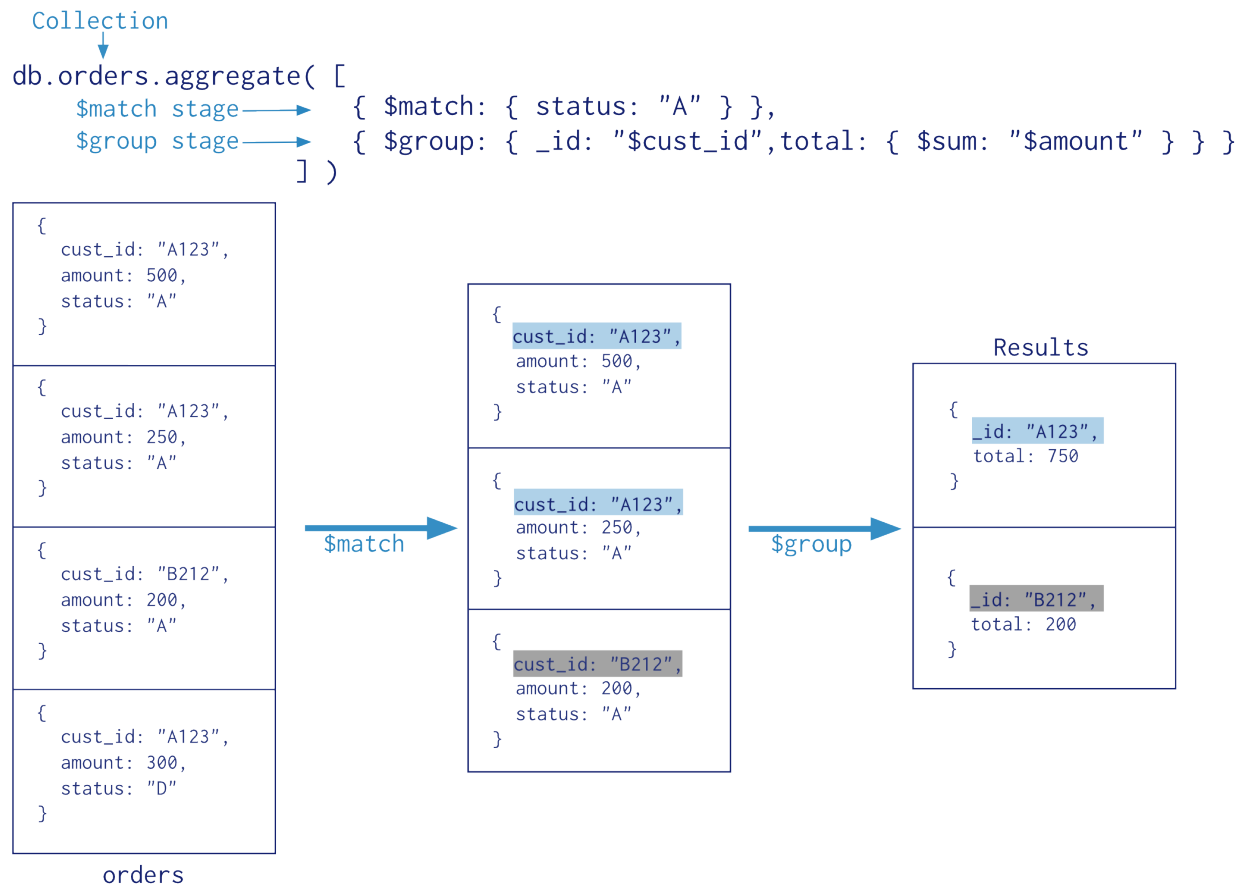 Collection
db.orders.aggregate( [
$match stage { $match: { status: "A" } },
$group stage { $group: { _id: "$cust_id",total: { $sum: "$amount" } } }
] )
{
cust_id: "A123",
amount: 500,
status: "A"
}
{
cust_id: "A123",
amount: 250,
status: "A"
}
{
cust_id: "B212",
amount: 200,
status: "A"
}
{
cust_id: "A123",
amount: 300,
status: "D"
}
orders
$match
{
cust_id: "A123",
amount: 500,
status: "A"
}
{
cust_id: "A123",
amount: 250,
status: "A"
}
{
cust_id: "B212",
amount: 200,
status: "A"
}
$group
Results
{
_id: "A123",
total: 750
}
{
_id: "B212",
total: 200
}